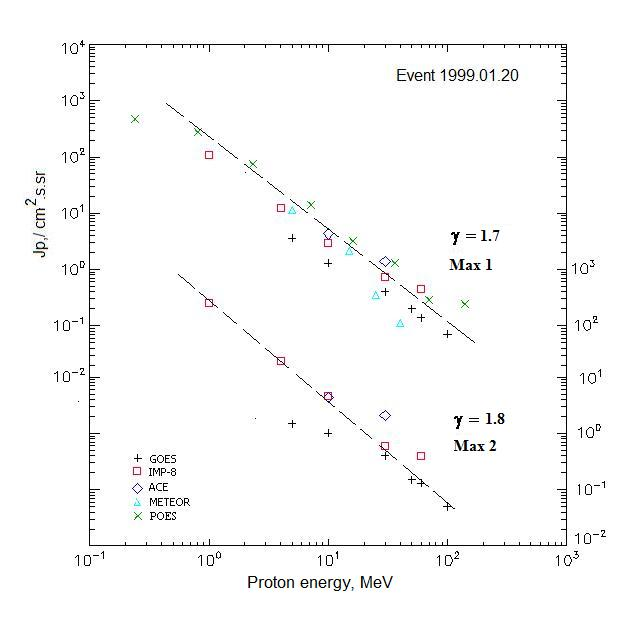 Event 1999.01.20
Jp,/ cm².s.sr
10⁴
10³
10²
10¹
10⁰
10⁻¹
10⁻²
γ = 1.7
Max 1
10³
10²
10¹
10⁰
10⁻¹
10⁻²
γ = 1.8
Max 2
GOES
IMP-8
ACE
METEOR
POES
10⁻¹ 10⁰ 10¹ 10² 10³
Proton energy, MeV